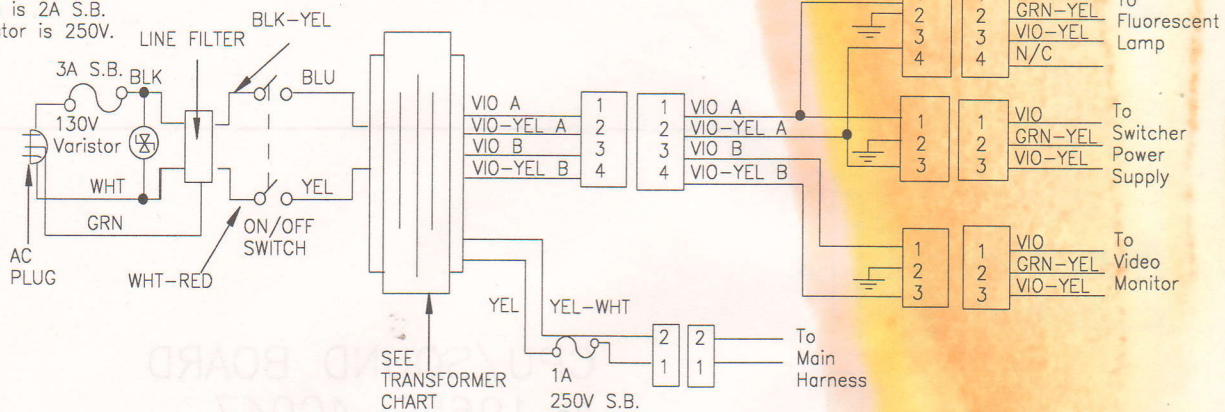 is 2A S.B.
tor is 250V.
LINE FILTER
BLK-YEL
3A S.B.
BLK
BLU
130V
Varistor
WHT
GRN
YEL
AC
PLUG
WHT-RED
ON/OFF
SWITCH
VIO A
VIO-YEL A
VIO B
VIO-YEL B
1
2
3
4
1
2
3
4
VIO A
VIO-YEL A
VIO B
VIO-YEL B
YEL
YEL-WHT
SEE
TRANSFORMER
CHART
1A
250V S.B.
2
1
2
1
To
Main
Harness
2
3
4
2
3
4
GRN-YEL
VIO-YEL
N/C
To
Fluorescent
Lamp
1
2
3
1
2
3
VIO
GRN-YEL
VIO-YEL
To
Switcher
Power
Supply
1
2
3
1
2
3
VIO
GRN-YEL
VIO-YEL
To
Video
Monitor